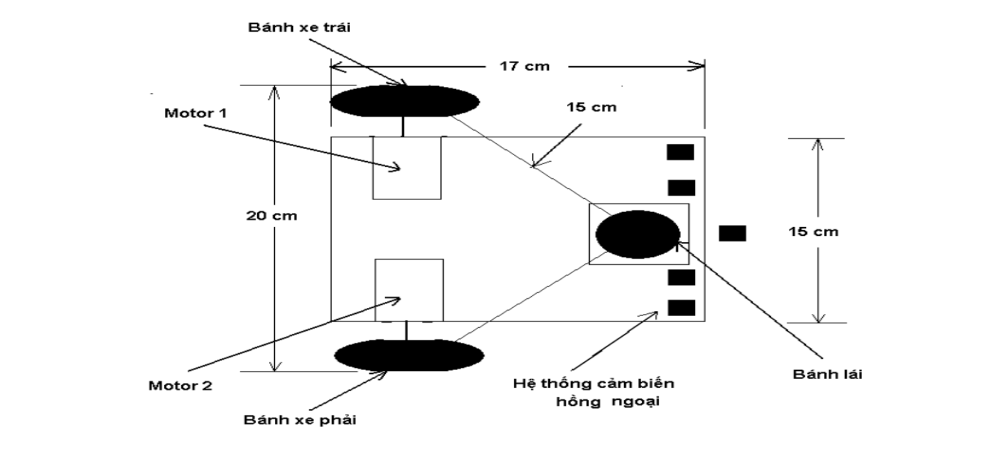 Bánh xe trái
17 cm
Motor 1
15 cm
20 cm
15 cm
Motor 2
Hệ thống cảm biến
hồng ngoại
Bánh lái
Bánh xe phải